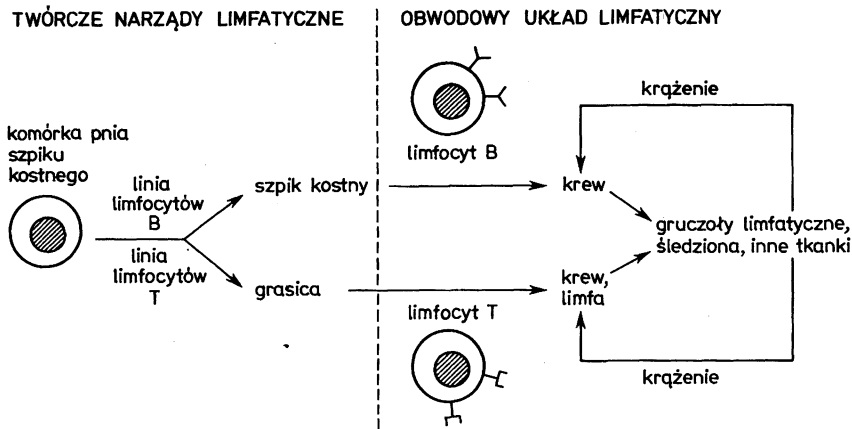 TWÓRCZE NARZĄDY LIMFATYCZNE
OBWODOWY UKŁAD LIMFATYCZNY
komórka pnia
szpiku
kostnego
linia
limfocytów
B
linia
limfocytów
T
szpik kostny
grasica
limfocyt B
limfocyt T
krążenie
krew
gruczoły limfatyczne,
śledziona, inne tkanki
krew,
limfa
krążenie